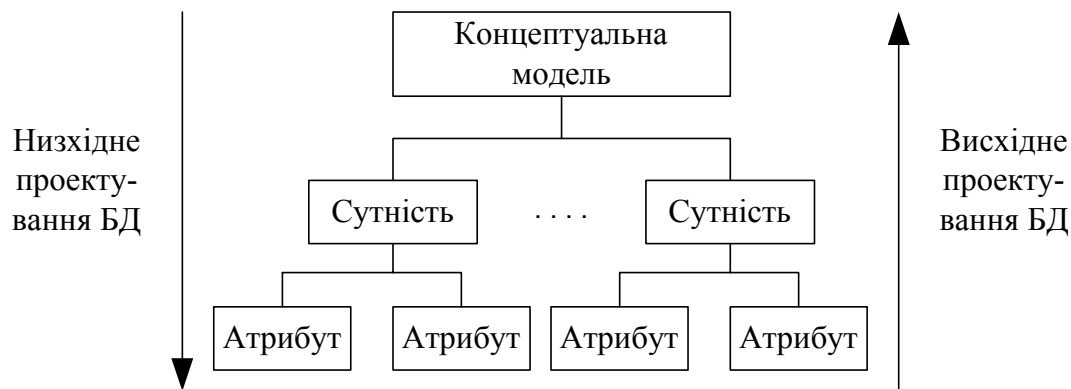 Концептуальна
модель
Низхідне
проекту-
вання БД
Висхідне
проекту-
вання БД
Сутність
. . . .
Сутність
Атрибут
Атрибут
Атрибут
Атрибут